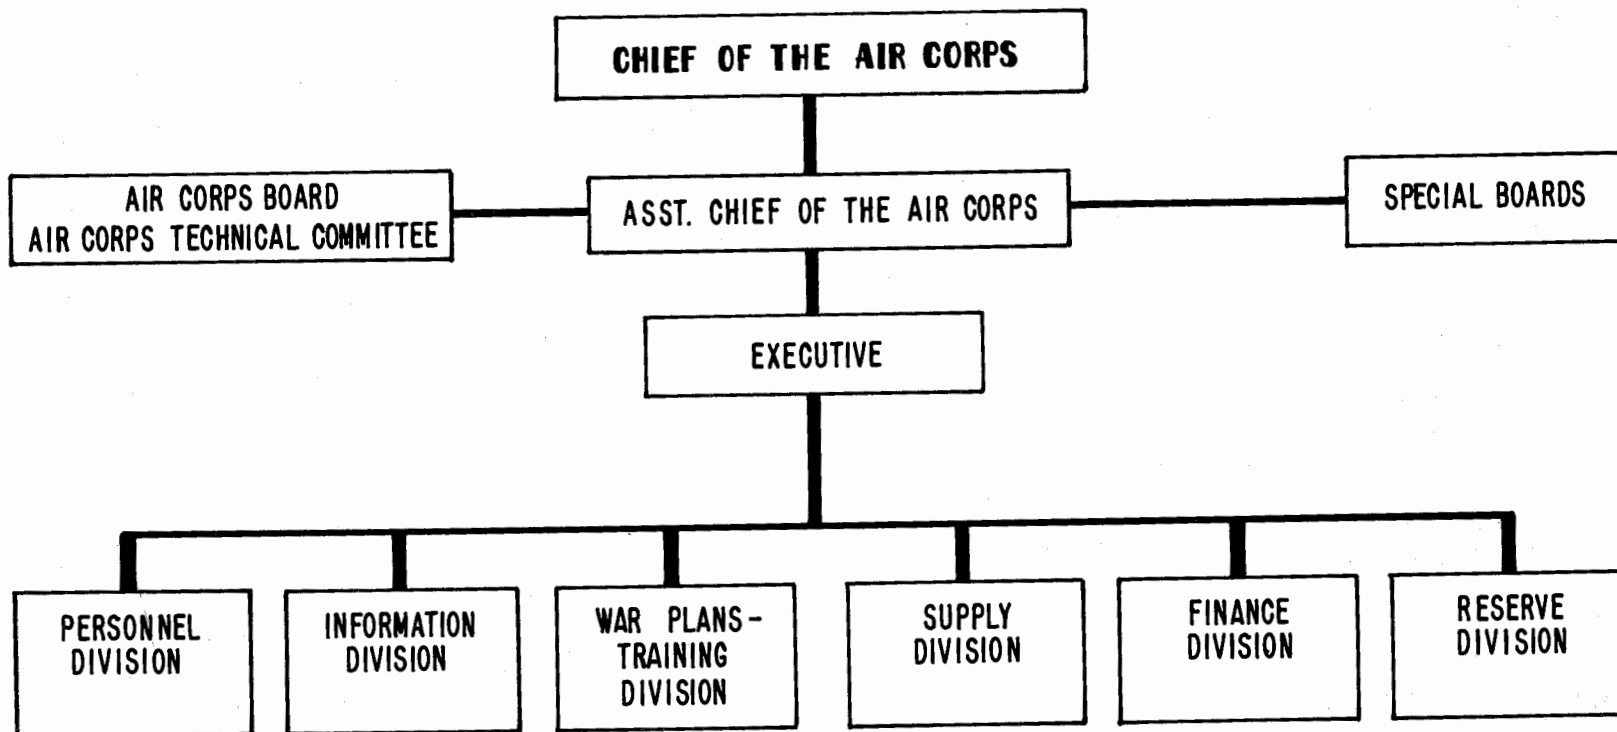 CHIEF OF THE AIR CORPS
AIR CORPS BOARD
AIR CORPS TECHNICAL COMMITTEE
ASST. CHIEF OF THE AIR CORPS
SPECIAL BOARDS
EXECUTIVE
PERSONNEL
DIVISION
INFORMATION
DIVISION
WAR PLANS-
TRAINING
DIVISION
SUPPLY
DIVISION
FINANCE
DIVISION
RESERVE
DIVISION